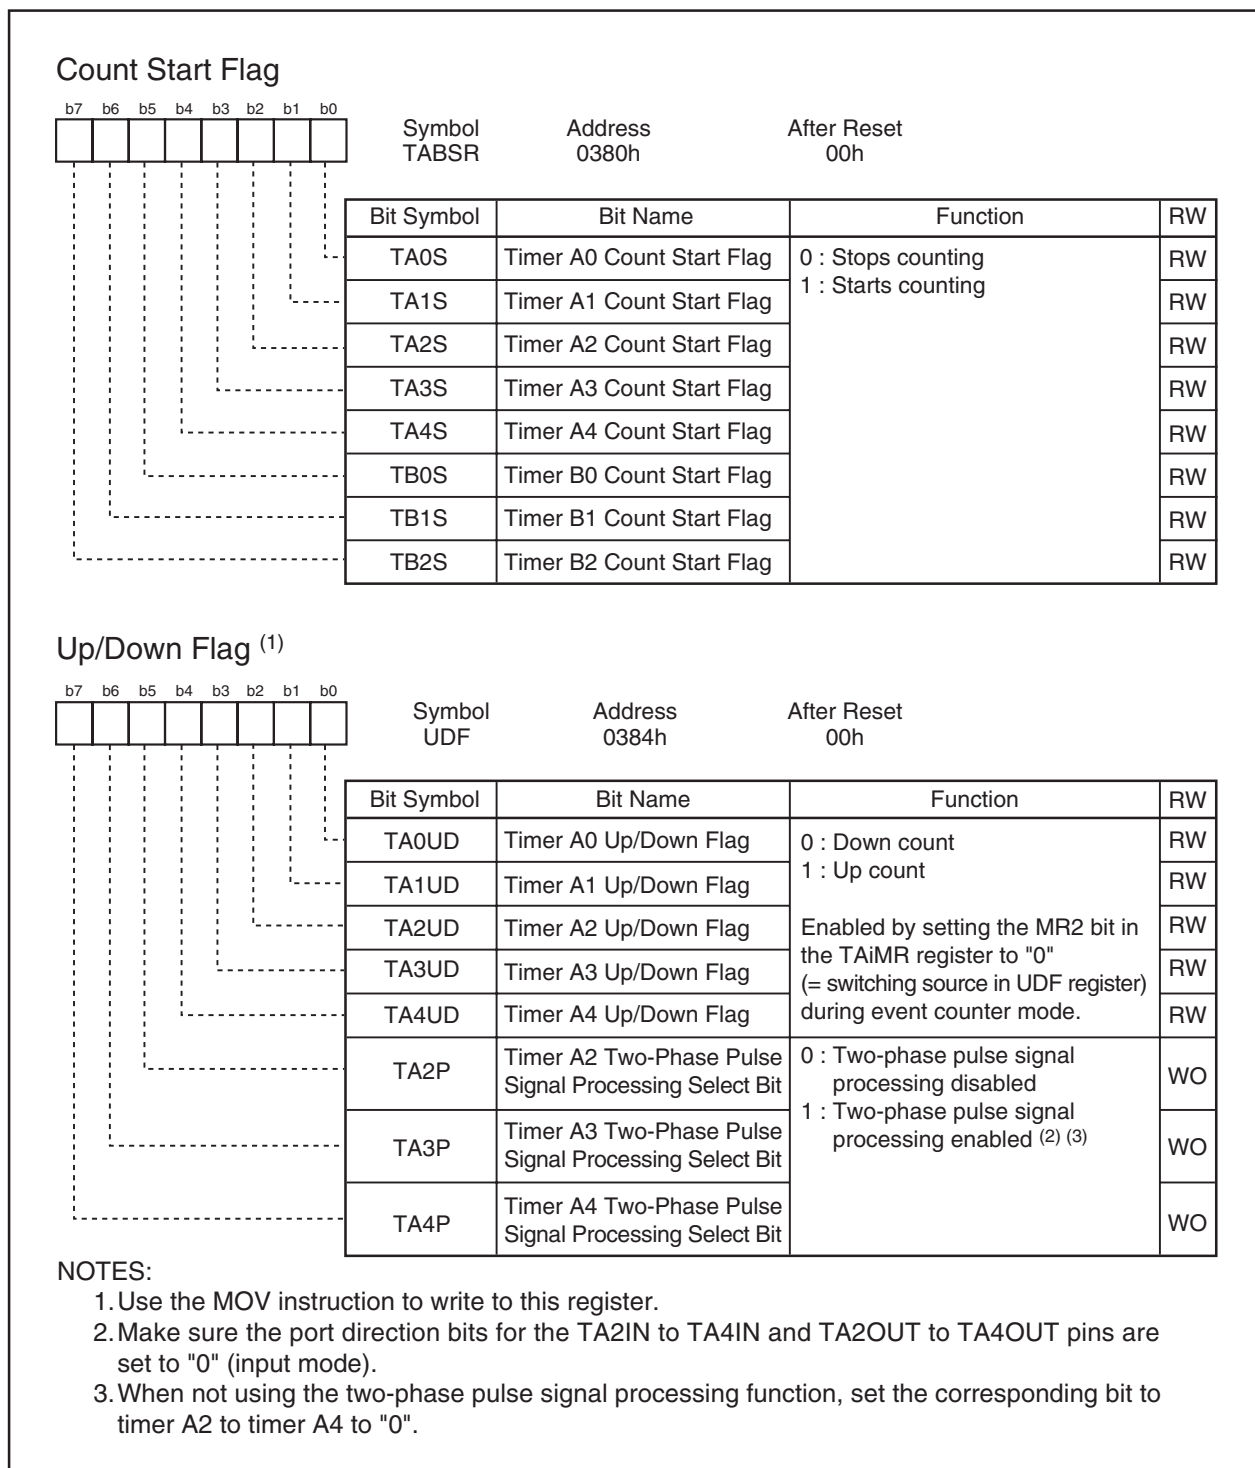 Count Start Flag
b7 b6 b5 b4 b3 b2 b1 b0
Symbol Address After Reset
TABSR 0380h 00h
Bit Symbol Bit Name Function RW
TA0S Timer A0 Count Start Flag 0 : Stops counting RW
1 : Starts counting
TA1S Timer A1 Count Start Flag RW
TA2S Timer A2 Count Start Flag RW
TA3S Timer A3 Count Start Flag RW
TA4S Timer A4 Count Start Flag RW
TB0S Timer B0 Count Start Flag RW
TB1S Timer B1 Count Start Flag RW
TB2S Timer B2 Count Start Flag RW
Up/Down Flag (1)
b7 b6 b5 b4 b3 b2 b1 b0
Symbol Address After Reset
UDF 0384h 00h
Bit Symbol Bit Name Function RW
TA0UD Timer A0 Up/Down Flag 0 : Down count RW
1 : Up count
TA1UD Timer A1 Up/Down Flag RW
TA2UD Timer A2 Up/Down Flag Enabled by setting the MR2 bit in RW
the TAiMR register to "0"
TA3UD Timer A3 Up/Down Flag (= switching source in UDF register) RW
TA4UD Timer A4 Up/Down Flag during event counter mode. RW
Timer A2 Two-Phase Pulse 0 : Two-phase pulse signal
TA2P Signal Processing Select Bit processing disabled WO
1 : Two-phase pulse signal
Timer A3 Two-Phase Pulse processing enabled (2) (3)
TA3P Signal Processing Select Bit WO
Timer A4 Two-Phase Pulse
TA4P Signal Processing Select Bit WO
NOTES:
1. Use the MOV instruction to write to this register.
2. Make sure the port direction bits for the TA2IN to TA4IN and TA2OUT to TA4OUT pins are
set to "0" (input mode).
3. When not using the two-phase pulse signal processing function, set the corresponding bit to
timer A2 to timer A4 to "0".